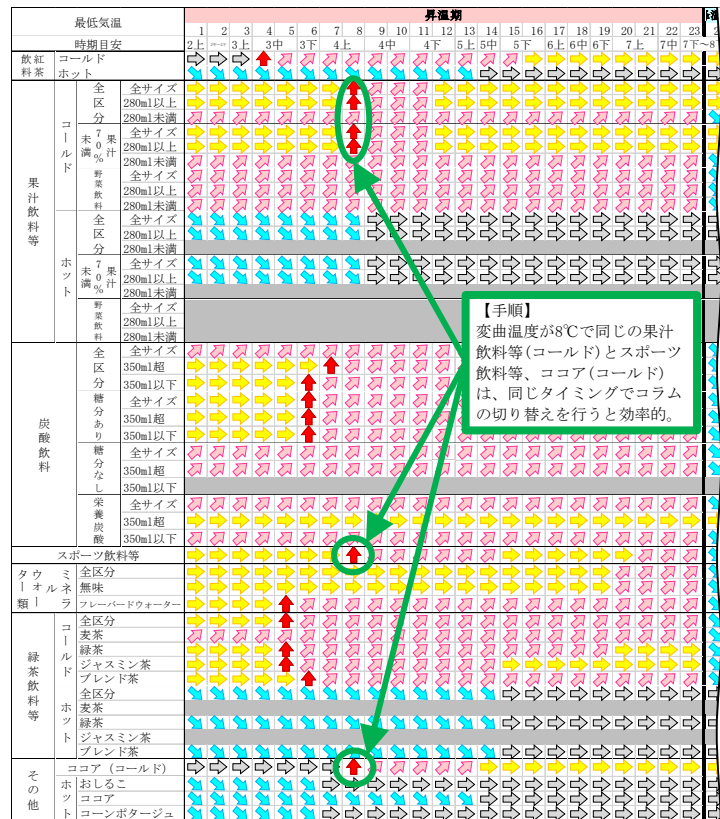 最低気温
昇温期
1 2 3 4 5 6 7 8 9 10 11 12 13 14 15 16 17 18 19 20 21 22 23
時期目安
2上 3上 3中 3下 4上 4中 4下 5上 5中 5下 6上 6中 6下 7上 7中 7下~8
紅茶飲料
コールド
ホット
果汁飲料等
コールド
全区分
全サイズ
280ml以上
280ml未満
果汁70%未満
全サイズ
280ml以上
280ml未満
野菜飲料
全サイズ
280ml以上
280ml未満
ホット
全区分
全サイズ
280ml以上
280ml未満
果汁70%未満
全サイズ
280ml以上
280ml未満
野菜飲料
全サイズ
280ml以上
280ml未満
炭酸飲料
全区分
全サイズ
350ml超
350ml以下
糖分あり
全サイズ
350ml超
350ml以下
糖分なし
全サイズ
350ml超
350ml以下
栄養炭酸
全サイズ
350ml超
350ml以下
スポーツ飲料等
ミネラルウォーター類
全区分
無味
フレーバードウォーター
緑茶飲料等
コールド
全区分
麦茶
緑茶
ジャスミン茶
ブレンド茶
ホット
全区分
麦茶
緑茶
ジャスミン茶
ブレンド茶
その他
ココア（コールド）
ホット
おしるこ
ココア
コーンポタージュ
【手順】
変曲温度が8℃で同じの果汁
飲料等(コールド)とスポーツ
飲料等、ココア(コールド)
は、同じタイミングでコラム
の切り替えを行うと効率的。